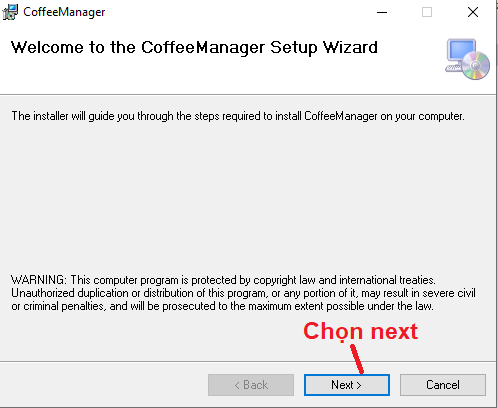 CoffeeManager
Welcome to the CoffeeManager Setup Wizard
The installer will guide you through the steps required to install CoffeeManager on your computer.
WARNING: This computer program is protected by copyright law and international treaties.
Unauthorized duplication or distribution of this program, or any portion of it, may result in severe civil
or criminal penalties, and will be prosecuted to the maximum extent possible under the law.
Chọn next
< Back
Next >
Cancel